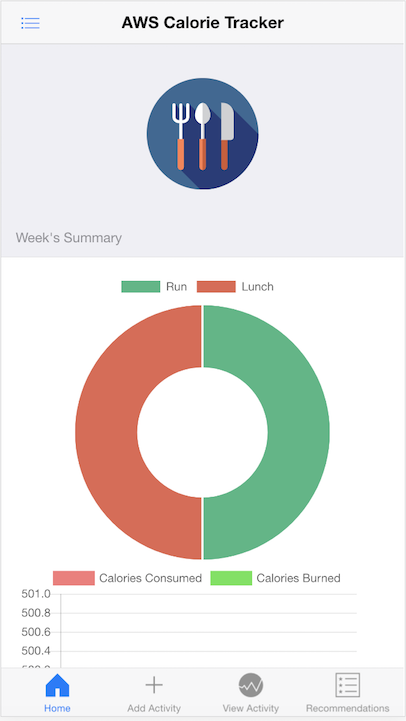 AWS Calorie Tracker
Week's Summary
Run Lunch
Calories Consumed Calories Burned
501.0
500.8
500.6
500.4
Home Add Activity View Activity Recommendations